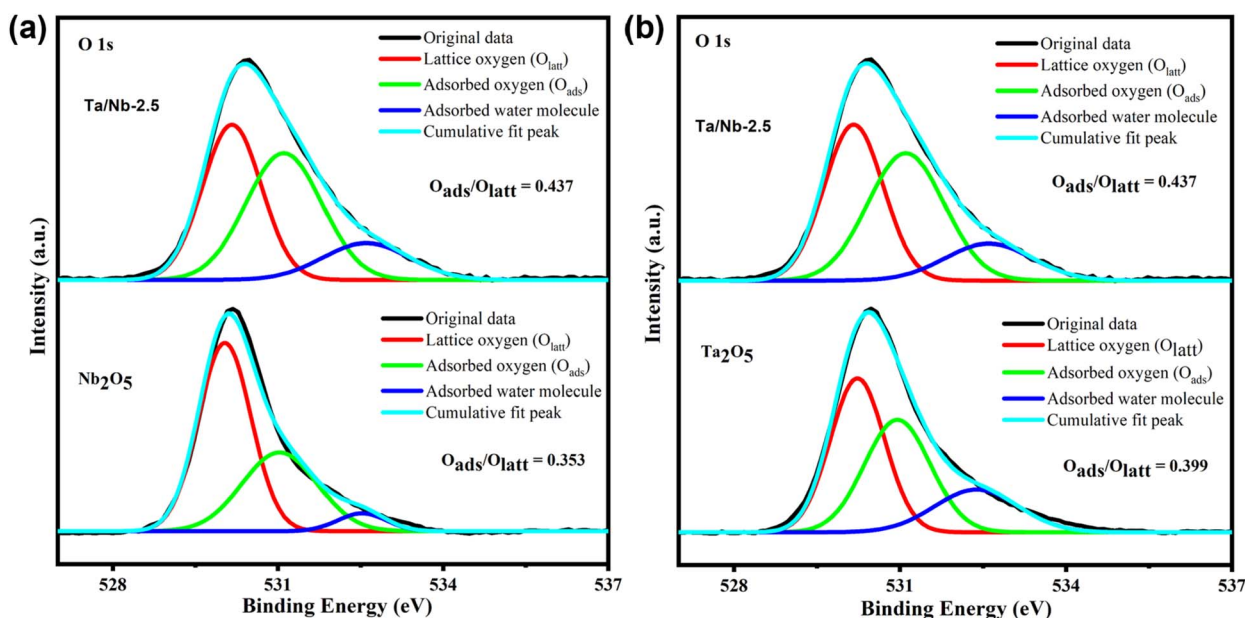 (a)
O 1s
Original data
Lattice oxygen (Olatt)
Adsorbed oxygen (Oads)
Adsorbed water molecule
Cumulative fit peak
Ta/Nb-2.5
Oads/Olatt = 0.437
Original data
Lattice oxygen (Olatt)
Adsorbed oxygen (Oads)
Adsorbed water molecule
Cumulative fit peak
Nb2O5
Oads/Olatt = 0.353
Intensity (a.u.)
528
531
534
537
Binding Energy (eV)
(b)
O 1s
Original data
Lattice oxygen (Olatt)
Adsorbed oxygen (Oads)
Adsorbed water molecule
Cumulative fit peak
Ta/Nb-2.5
Oads/Olatt = 0.437
Original data
Lattice oxygen (Olatt)
Adsorbed oxygen (Oads)
Adsorbed water molecule
Cumulative fit peak
Ta2O5
Oads/Olatt = 0.399
Intensity (a.u.)
528
531
534
537
Binding Energy (eV)